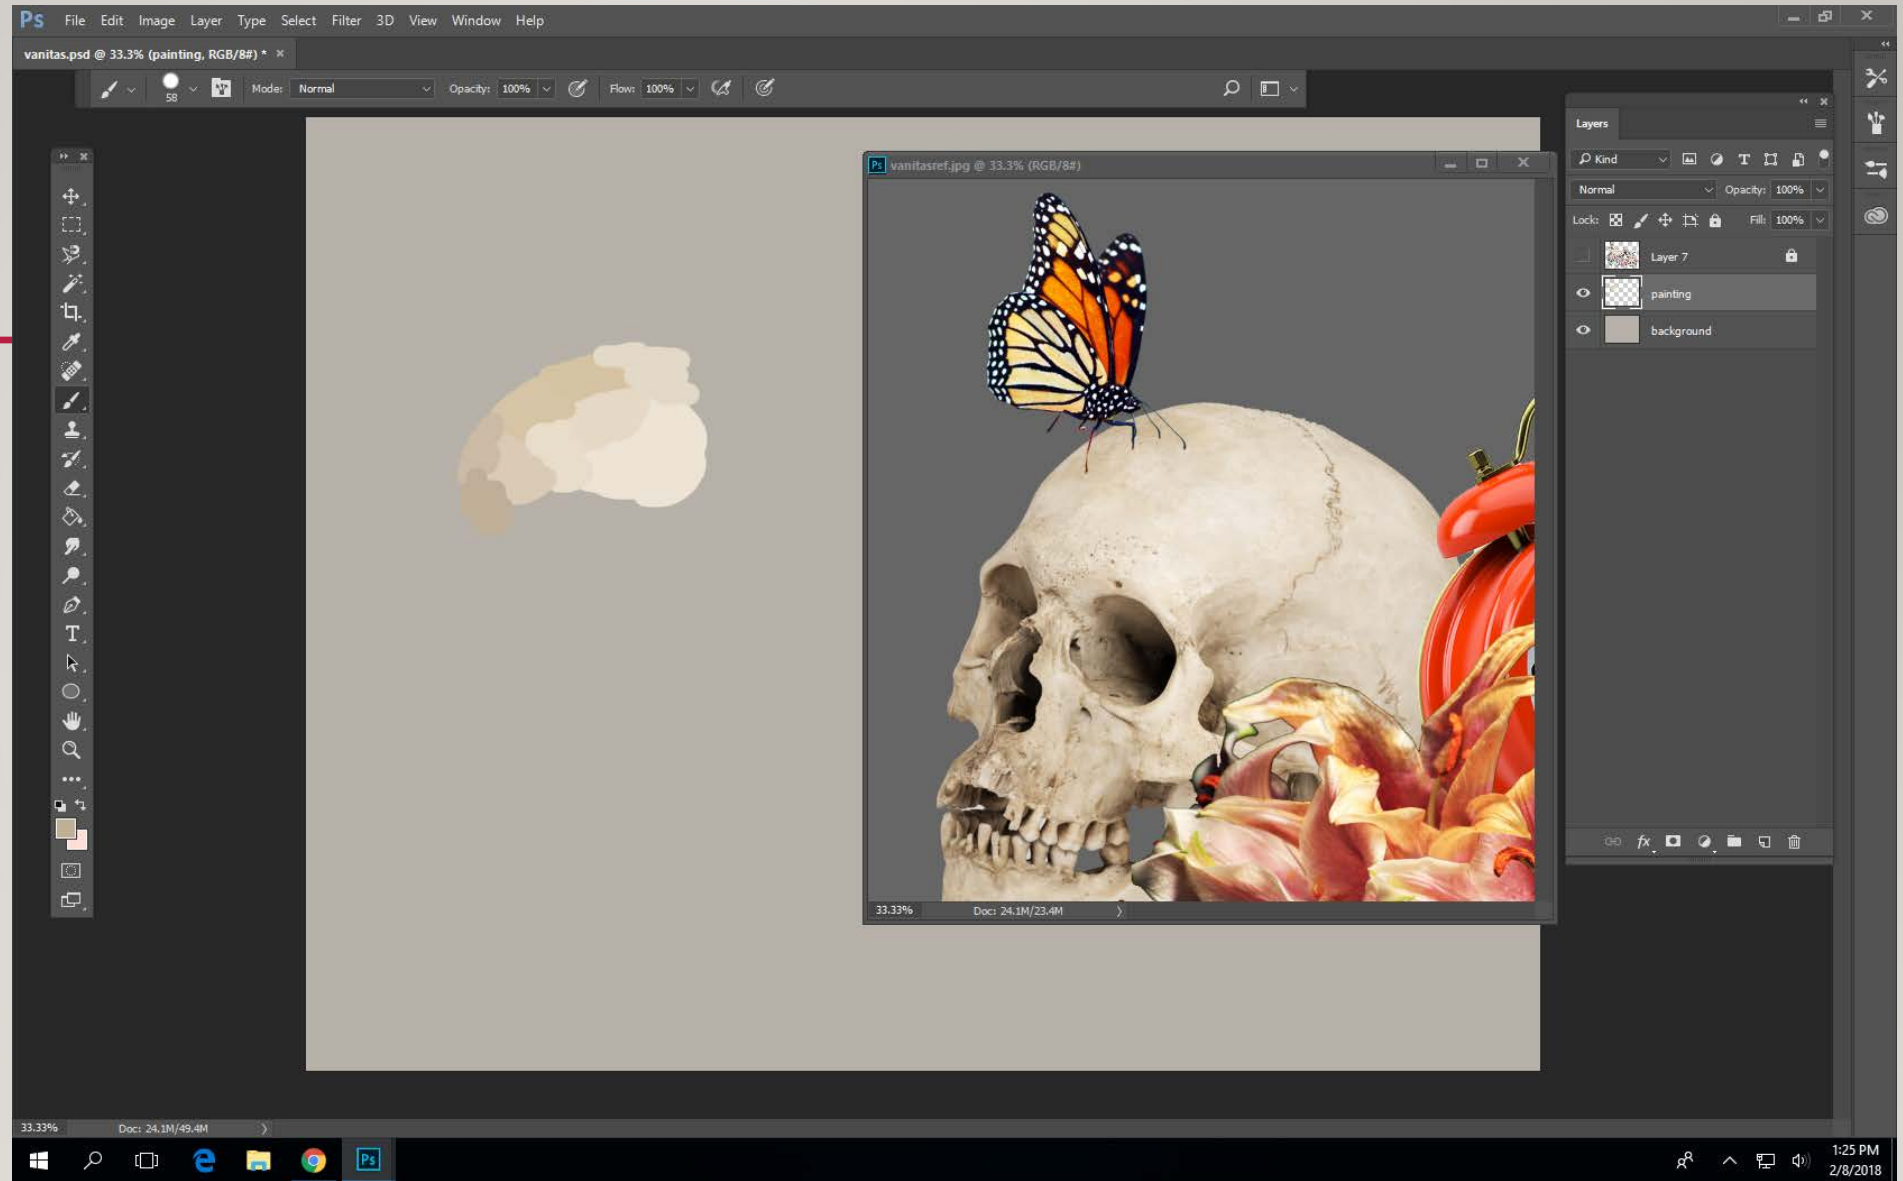 Ps File Edit Image Layer Type Select Filter 3D View Window Help
vanitas.psd @ 33.3% (painting, RGB/8#) * ×
58 Mode: Normal Opacity: 100% Flow: 100%
Ps vanitasref.jpg @ 33.3% (RGB/8#)
33.33% Doc: 24.1M/23.4M
Layers
Kind
Normal Opacity: 100%
Lock: Fill: 100%
Layer 7
painting
background
fx
T
33.33% Doc: 24.1M/49.4M
Ps
1:25 PM
2/8/2018